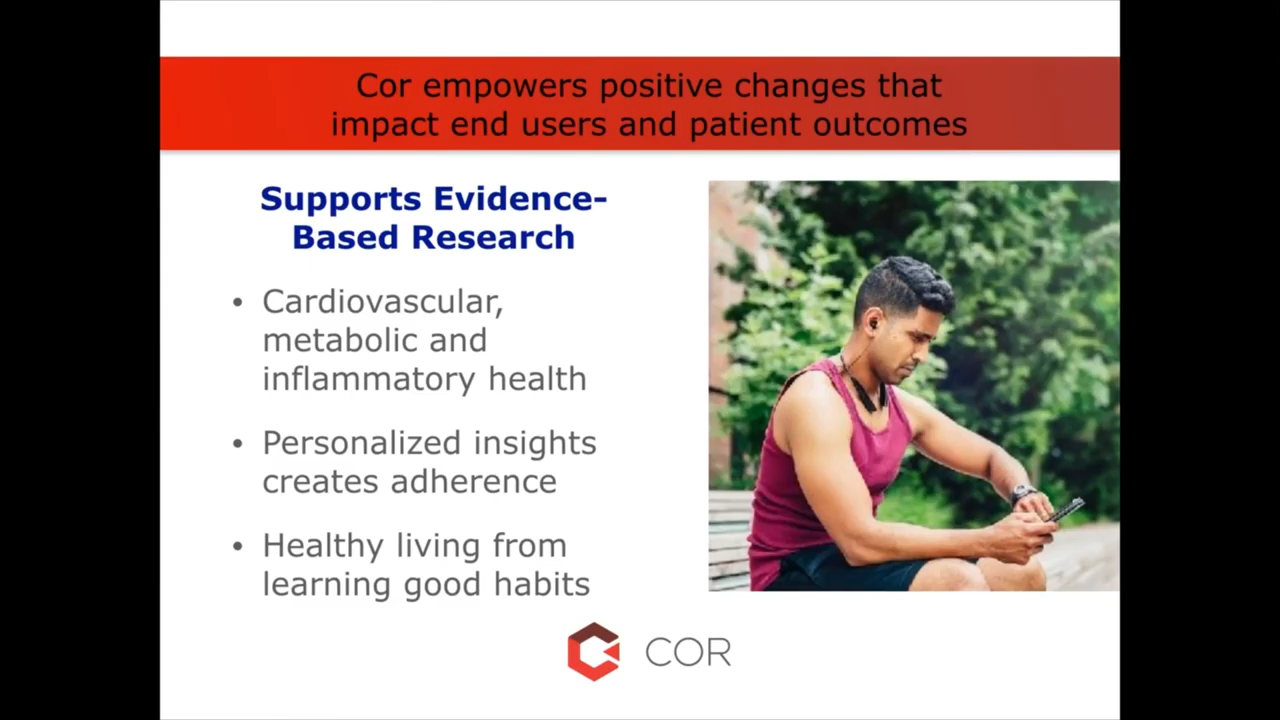 Cor empowers positive changes that
impact end users and patient outcomes
Supports Evidence-
Based Research
• Cardiovascular,
metabolic and
inflammatory health
• Personalized insights
creates adherence
• Healthy living from
learning good habits
COR